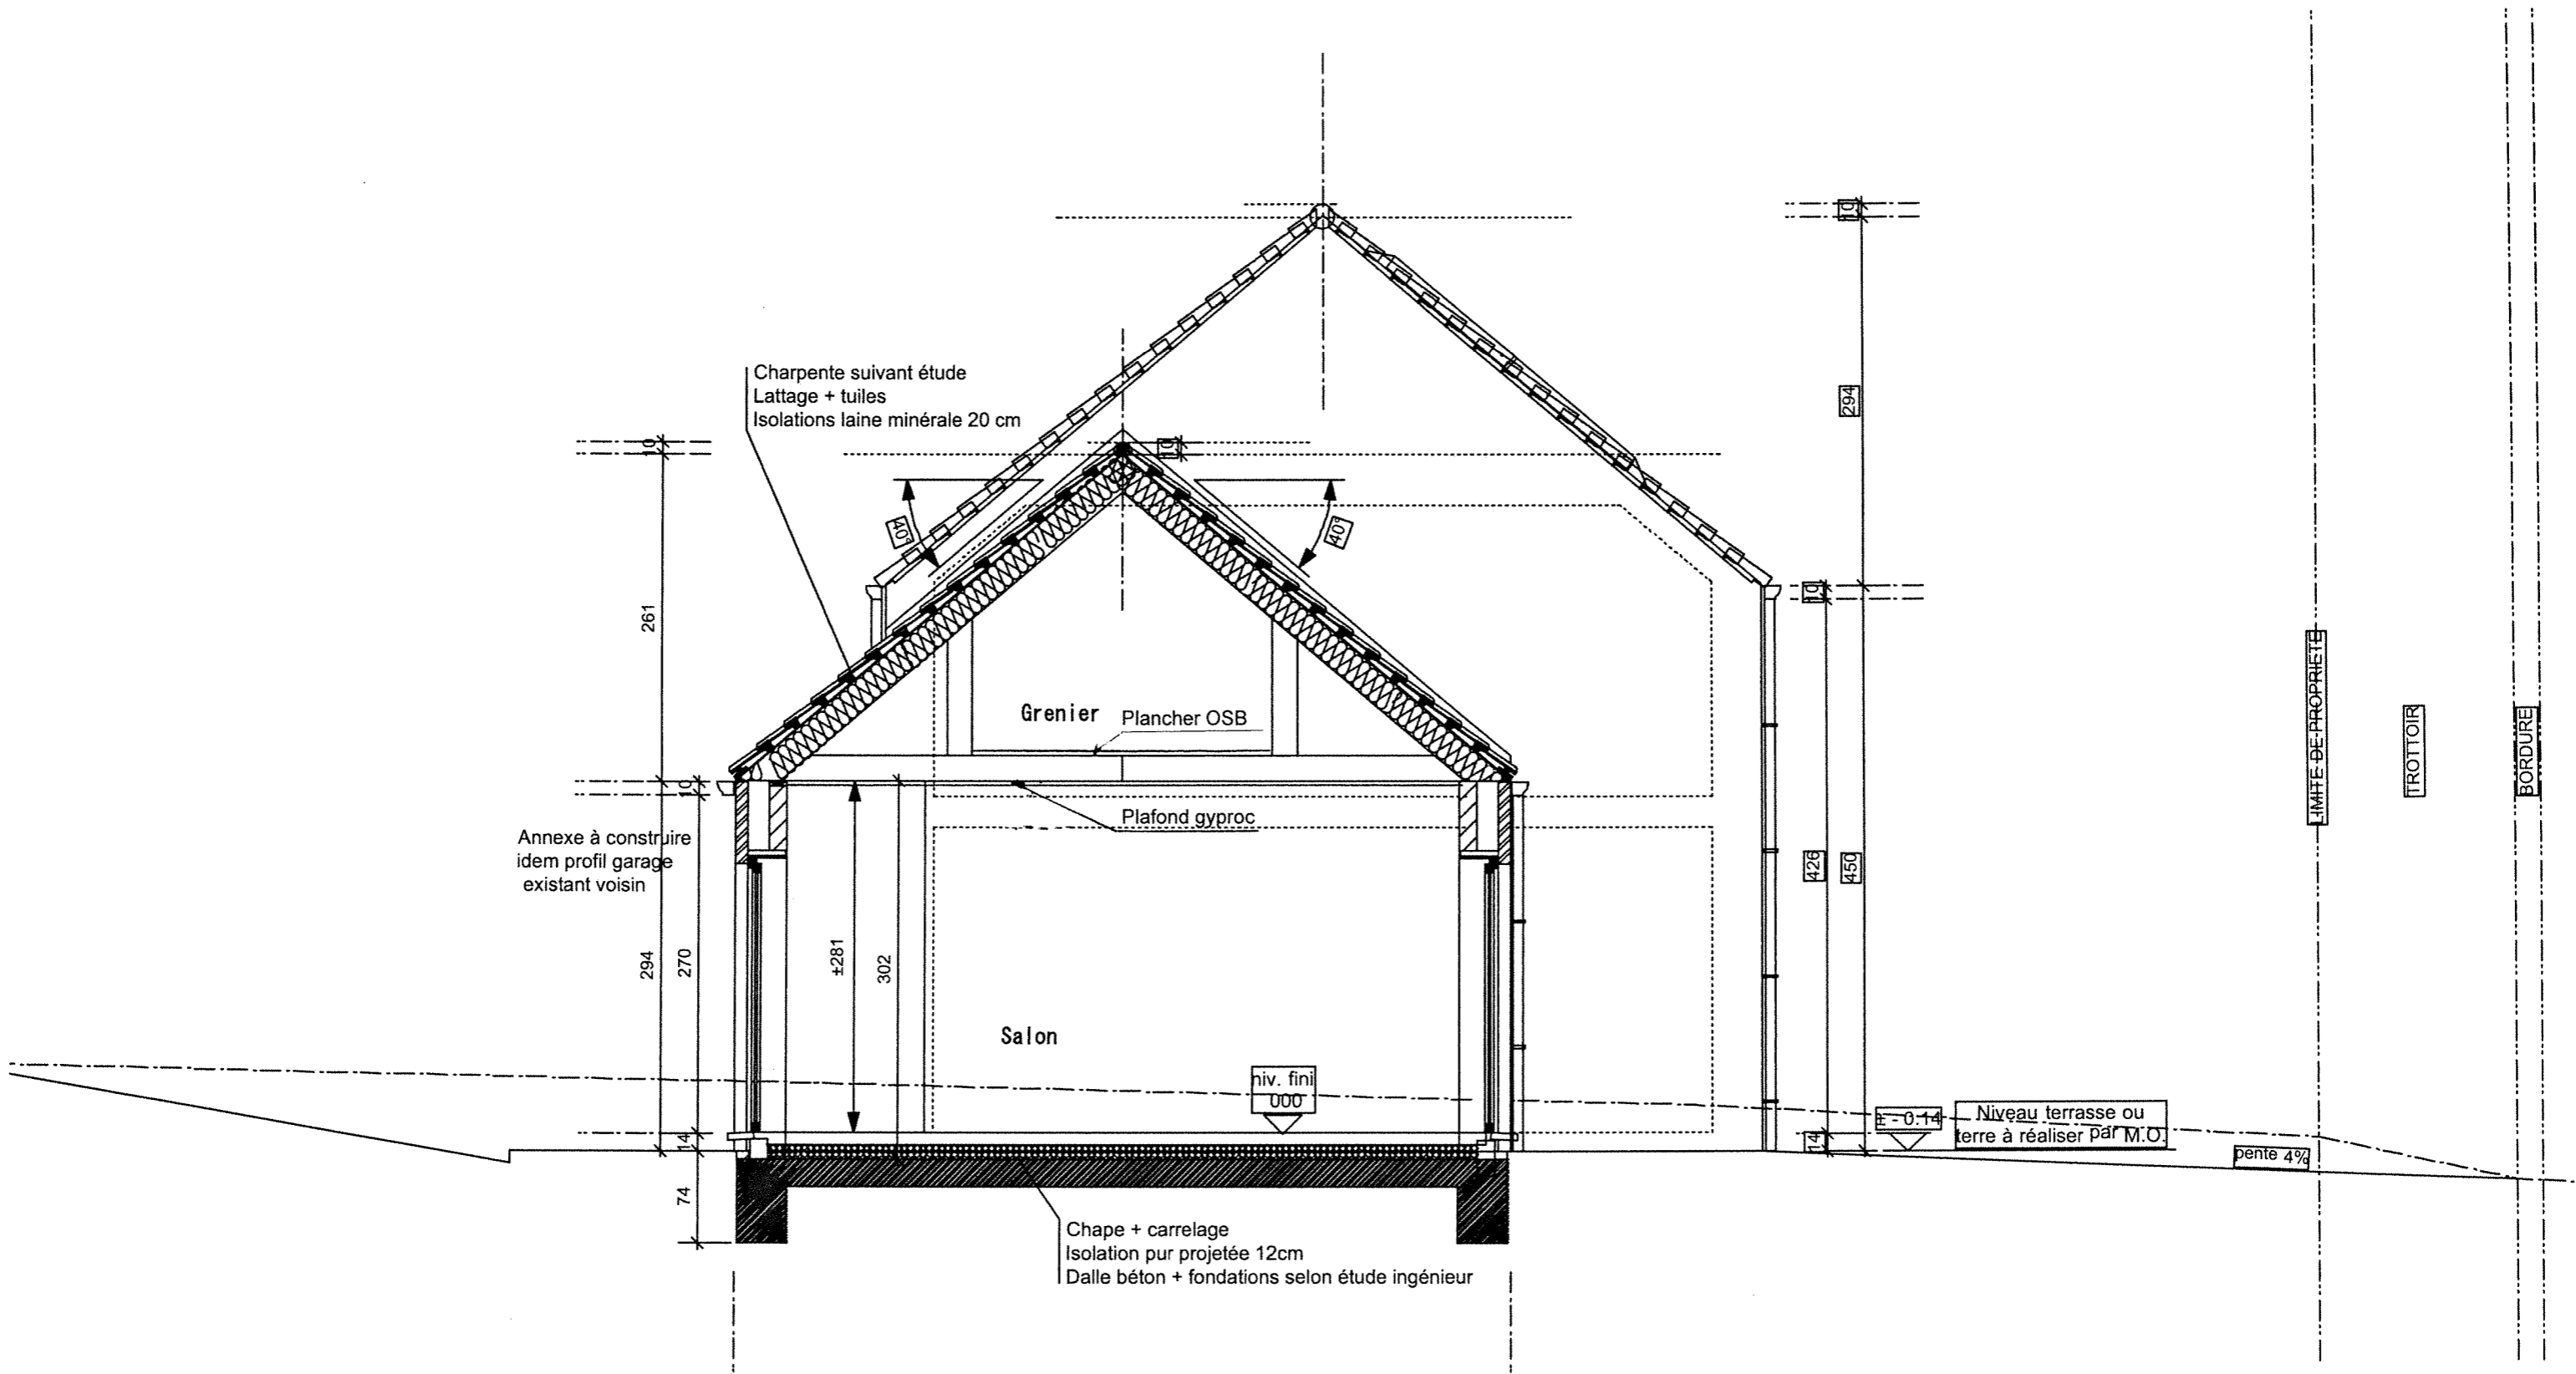 10
294
Charpente suivant étude
Lattage + tuiles
Isolations laine minérale 20 cm
10
10
40°
40°
261
10
Grenier
Plancher OSB
LIMITE DE PROPRIETE
TROTTOIR
BORDURE
10
Plafond gyproc
Annexe à construire
idem profil garage
existant voisin
426
450
294
270
±281
302
Salon
niv. fini
000
± - 0.14
Niveau terrasse ou
terre à réaliser par M.O.
14
14
pente 4%
74
Chape + carrelage
Isolation pur projetée 12cm
Dalle béton + fondations selon étude ingénieur